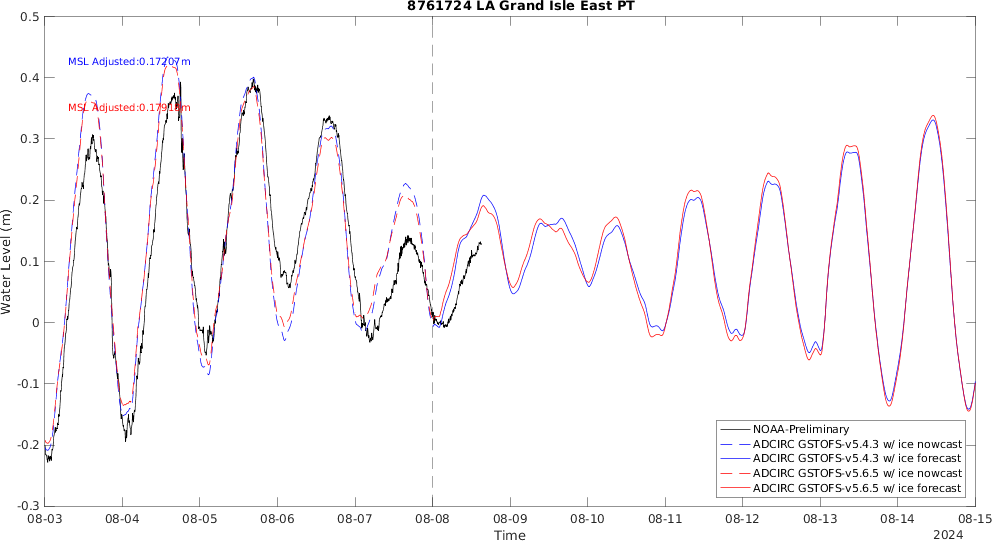 8761724 LA Grand Isle East PT
0.5
0.4
0.3
0.2
0.1
0
-0.1
-0.2
-0.3
Water Level (m)
MSL Adjusted:0.17207m
MSL
NOAA-Preliminary
ADCIRC GSTOFS-v5.4.3 w/ ice nowcast
ADCIRC GSTOFS-v5.4.3 w/ ice forecast
ADCIRC GSTOFS-v5.6.5 w/ ice nowcast
ADCIRC GSTOFS-v5.6.5 w/ ice forecast
08-03 08-04 08-05 08-06 08-07 08-08 08-09 08-10 08-11 08-12 08-13 08-14 08-15
Time
2024